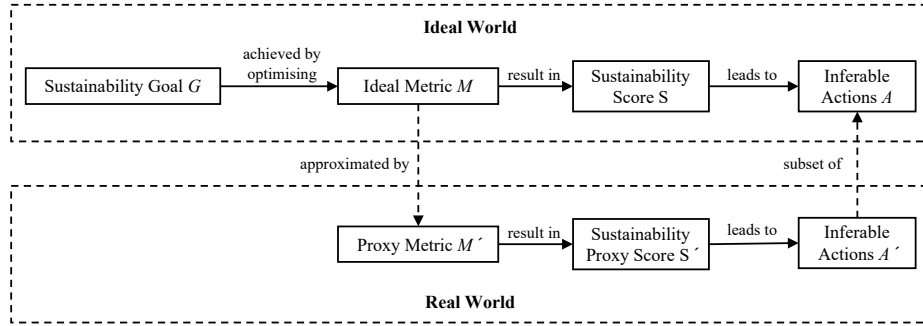 Ideal World
achieved by
optimising
Sustainability Goal G
Ideal Metric M
result in
Sustainability
Score S
leads to
Inferable
Actions A
approximated by
subset of
Proxy Metric M´
result in
Sustainability
Proxy Score S´
leads to
Inferable
Actions A´
Real World